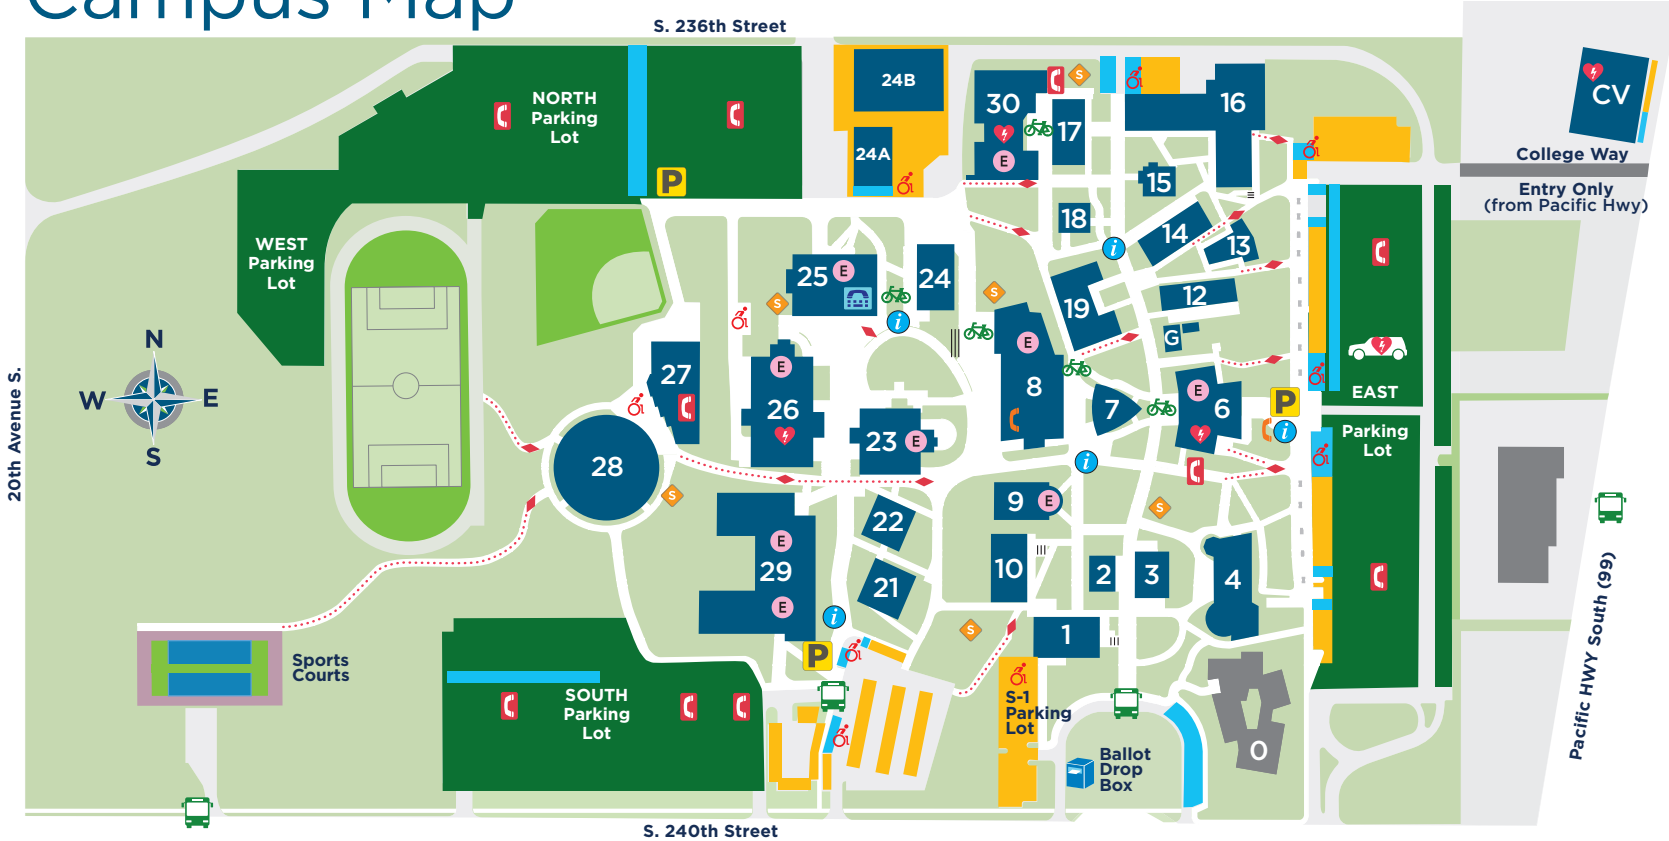 Campus Map
S. 236th Street
24B
24A
NORTH
Parking
Lot
P
30
E
S
17
16
CV
College Way
Entry Only
(from Pacific Hwy)
15
18
i
14
13
WEST
Parking
Lot
25
E
24
S
i
S
19
12
G
N
W
E
S
20th Avenue S.
27
E
26
E
8
7
E
6
P
i
EAST
Parking
Lot
23
E
28
S
i
9
E
S
22
E
29
E
21
10
2
3
4
i
S
1
P
Sports
Courts
SOUTH
Parking
Lot
S-1
Parking
Lot
Ballot
Drop
Box
0
Pacific HWY South (99)
S. 240th Street